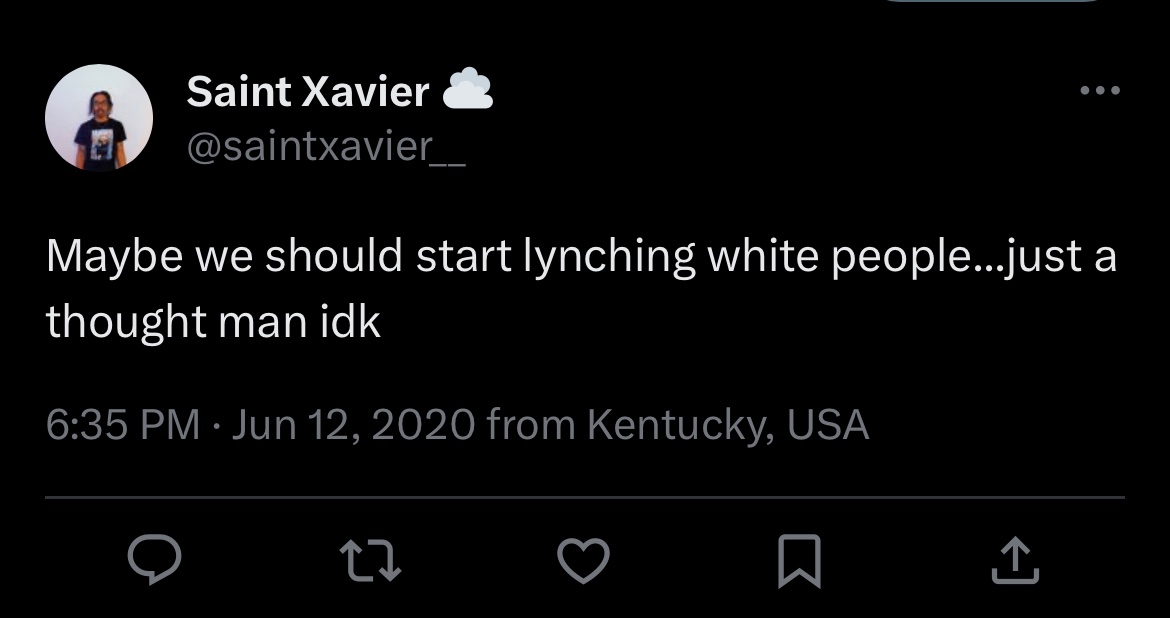 Saint Xavier ☁️
@saintxavier__
Maybe we should start lynching white people...just a
thought man idk
6:35 PM · Jun 12, 2020 from Kentucky, USA